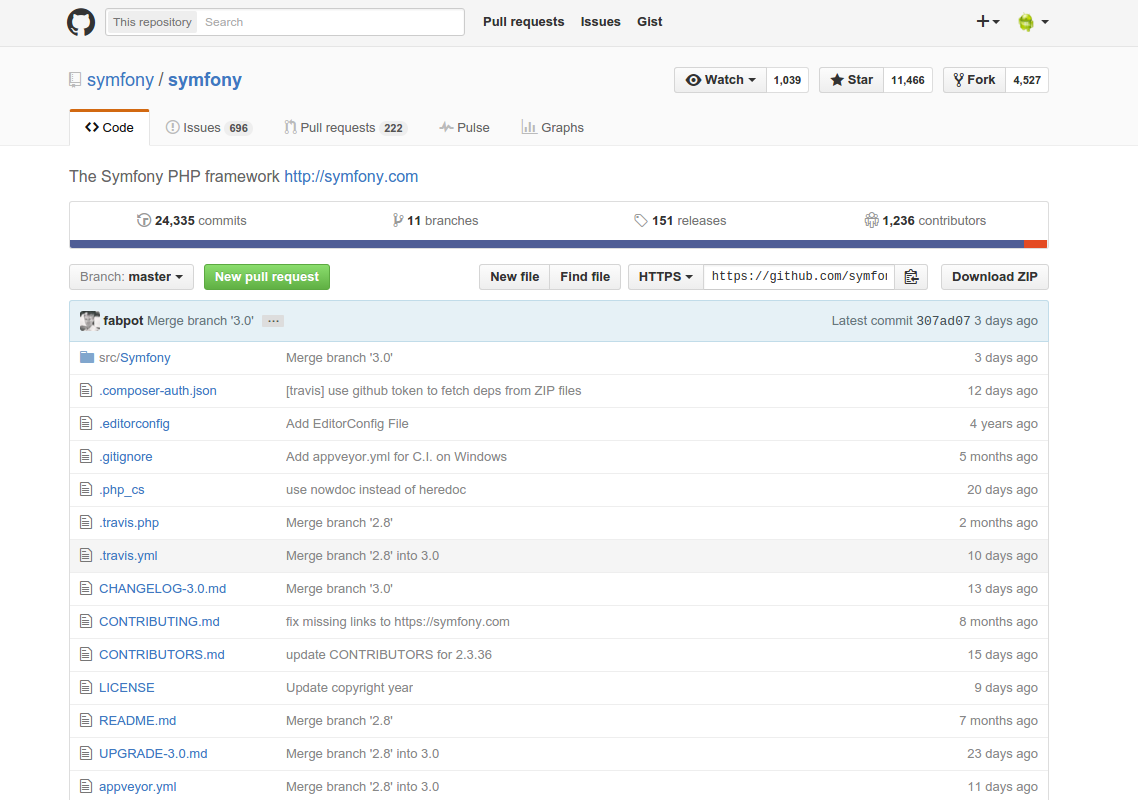 This repository Search Pull requests Issues Gist
symfony / symfony Watch 1,039 Star 11,466 Fork 4,527
Code Issues 696 Pull requests 222 Pulse Graphs
The Symfony PHP framework http://symfony.com
24,335 commits 11 branches 151 releases 1,236 contributors
Branch: master New pull request New file Find file HTTPS https://github.com/symfo Download ZIP
fabpot Merge branch '3.0' … Latest commit 307ad07 3 days ago
src/Symfony Merge branch '3.0' 3 days ago
.composer-auth.json [travis] use github token to fetch deps from ZIP files 12 days ago
.editorconfig Add EditorConfig File 4 years ago
.gitignore Add appveyor.yml for C.I. on Windows 5 months ago
.php_cs use nowdoc instead of heredoc 20 days ago
.travis.php Merge branch '2.8' 2 months ago
.travis.yml Merge branch '2.8' into 3.0 10 days ago
CHANGELOG-3.0.md Merge branch '3.0' 13 days ago
CONTRIBUTING.md fix missing links to https://symfony.com 8 months ago
CONTRIBUTORS.md update CONTRIBUTORS for 2.3.36 15 days ago
LICENSE Update copyright year 9 days ago
README.md Merge branch '2.8' 7 months ago
UPGRADE-3.0.md Merge branch '2.8' into 3.0 23 days ago
appveyor.yml Merge branch '2.8' into 3.0 11 days ago